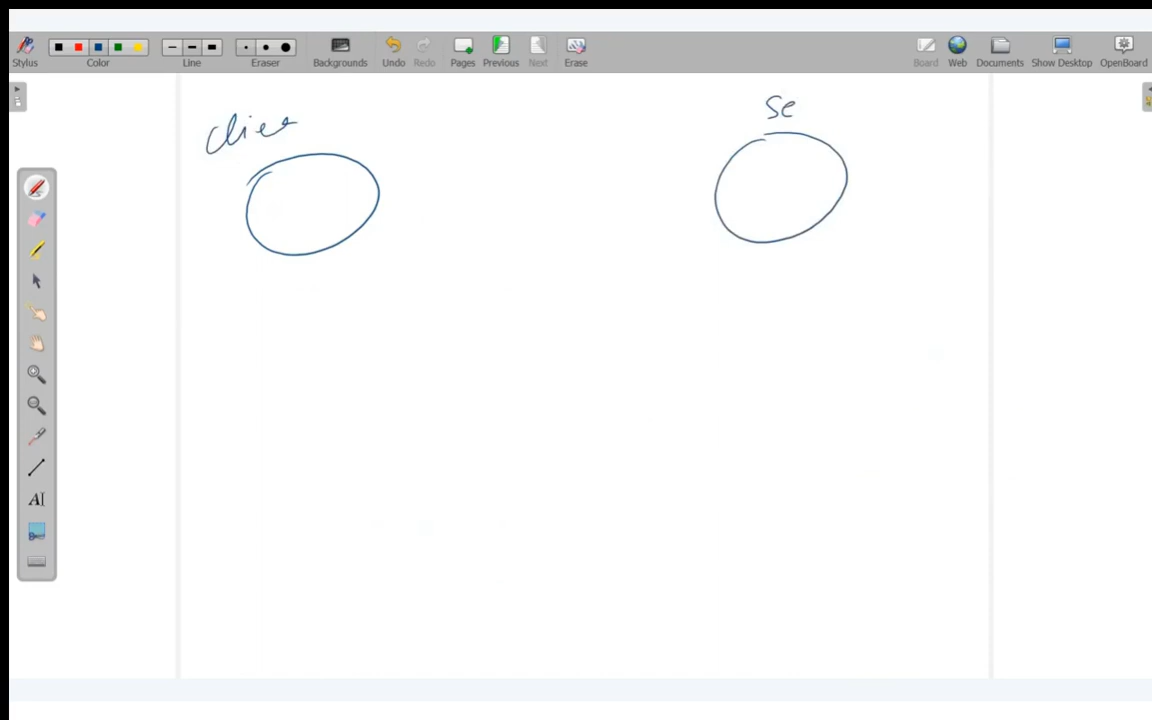 Stylus Color Line Eraser Backgrounds Undo Redo Pages Previous Next Erase Board Web Documents Show Desktop OpenBoard
Clie
Se